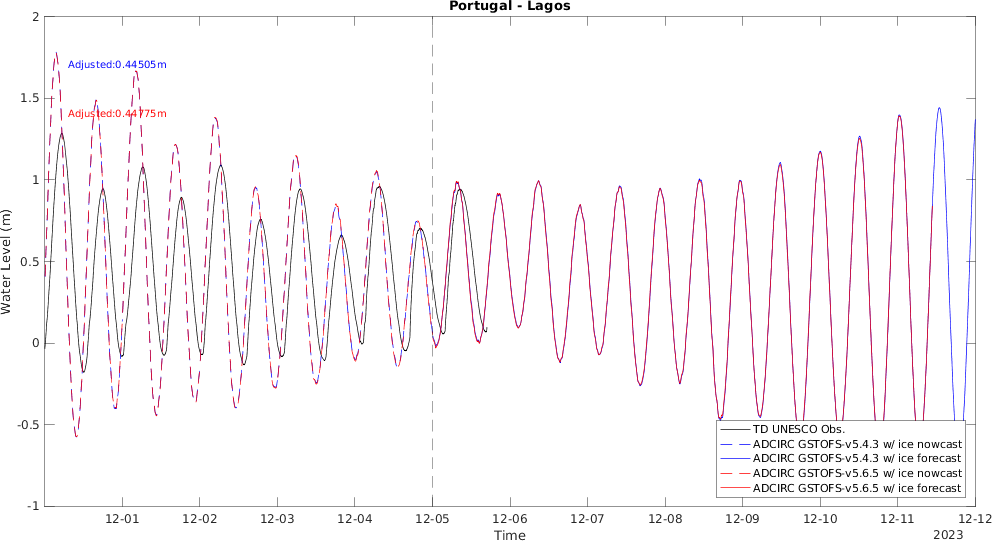 Portugal - Lagos
Adjusted:0.44505m
Adjusted:0.44775m
Water Level (m)
2
1.5
1
0.5
0
-0.5
-1
TD UNESCO Obs.
ADCIRC GSTOFS-v5.4.3 w/ ice nowcast
ADCIRC GSTOFS-v5.4.3 w/ ice forecast
ADCIRC GSTOFS-v5.6.5 w/ ice nowcast
ADCIRC GSTOFS-v5.6.5 w/ ice forecast
12-01 12-02 12-03 12-04 12-05 12-06 12-07 12-08 12-09 12-10 12-11 12-12
Time
2023